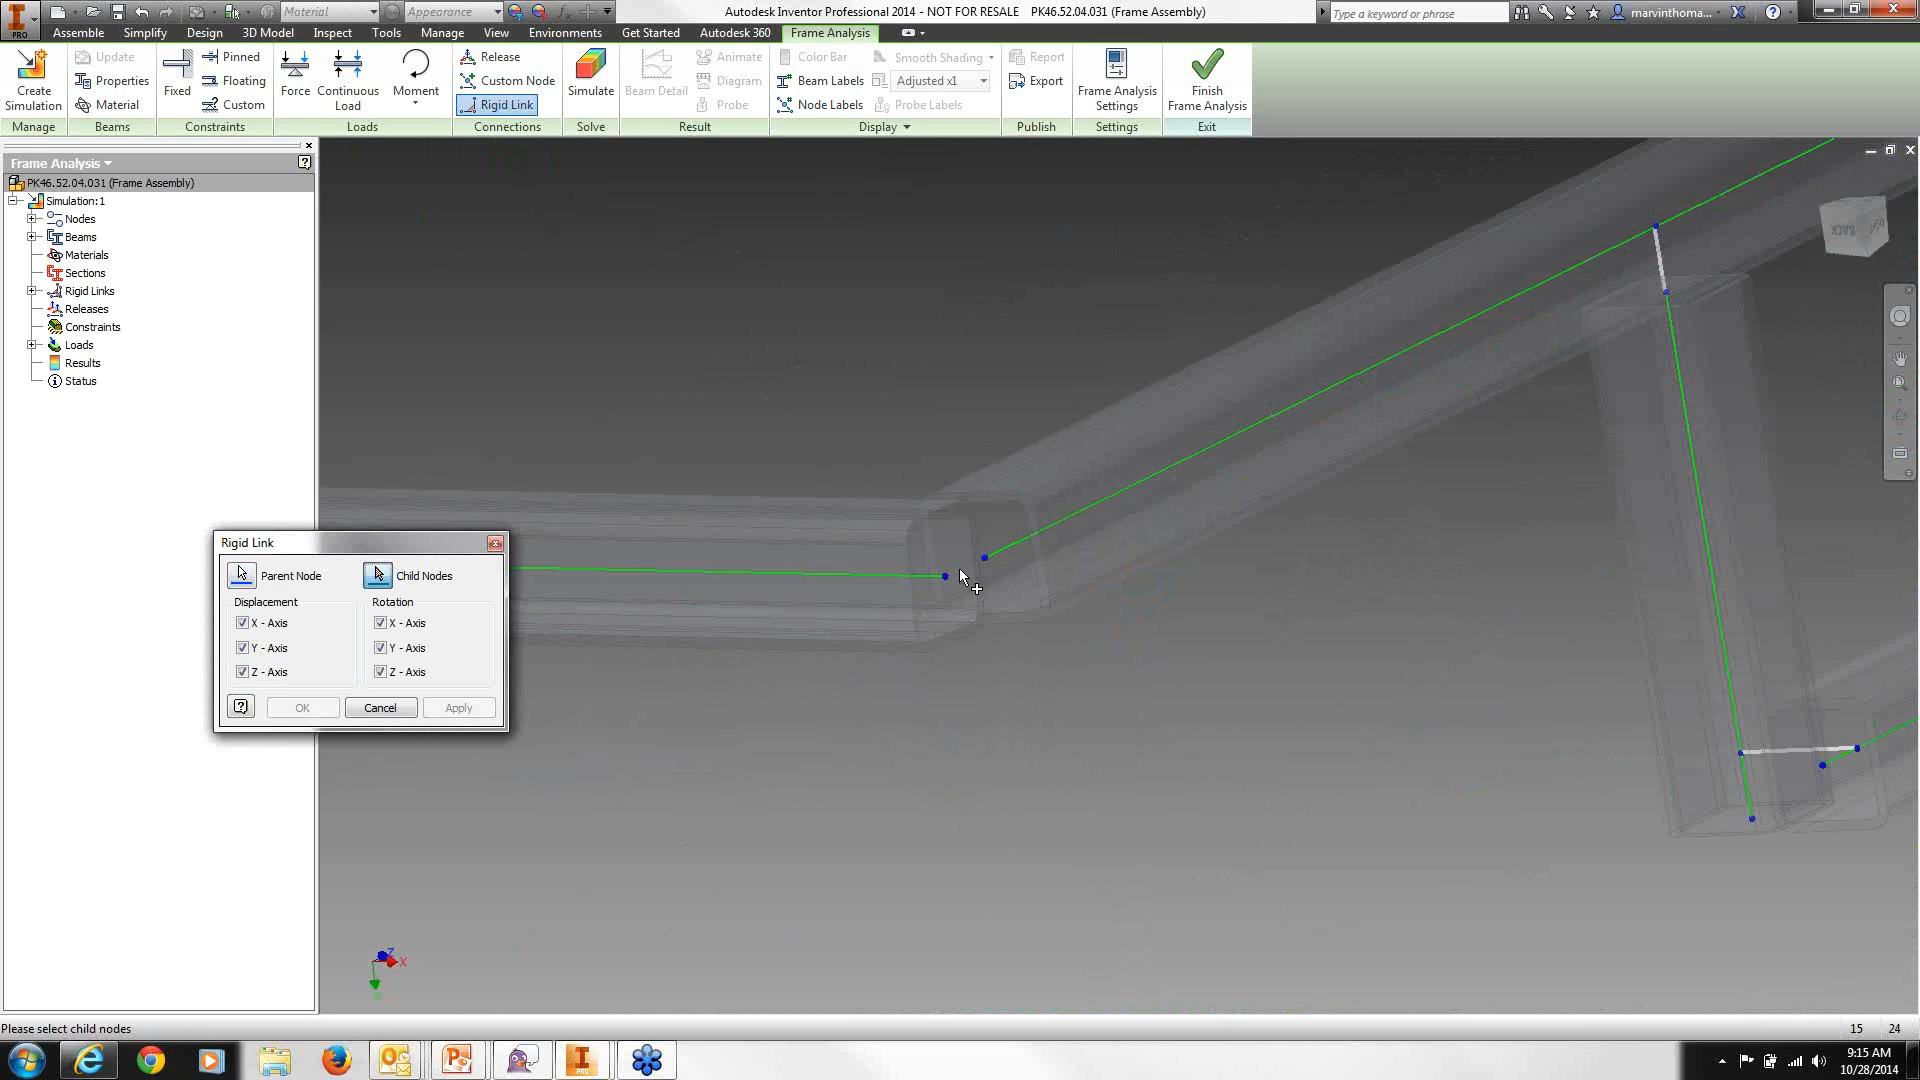 Material
Appearance
Autodesk Inventor Professional 2014 - NOT FOR RESALE    PK46.52.04.031 (Frame Assembly)
Type a keyword or phrase
marvinthoma...
PRO
Assemble Simplify Design 3D Model Inspect Tools Manage View Environments Get Started Autodesk 360 Frame Analysis
Create
Simulation
Manage
Update
Properties
Material
Beams
Fixed
Pinned
Floating
Custom
Constraints
Force
Continuous
Load
Moment
Loads
Release
Custom Node
Rigid Link
Connections
Simulate
Solve
Beam Detail
Animate
Diagram
Probe
Result
Color Bar
Beam Labels
Node Labels
Smooth Shading
Adjusted x1
Probe Labels
Display
Report
Export
Publish
Frame Analysis
Settings
Settings
Finish
Frame Analysis
Exit
Frame Analysis
PK46.52.04.031 (Frame Assembly)
Simulation:1
Nodes
Beams
Materials
Sections
Rigid Links
Releases
Constraints
Loads
Results
Status
BACK
Rigid Link
Parent Node
Child Nodes
Displacement
Rotation
X - Axis
X - Axis
Y - Axis
Y - Axis
Z - Axis
Z - Axis
OK
Cancel
Apply
Z
X
Please select child nodes
15
24
PRO
9:15 AM
10/28/2014